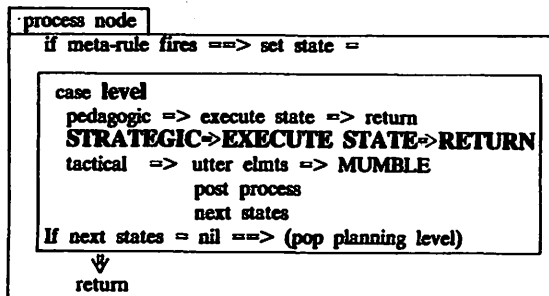 process node
if meta-rule fires ==> set state =
case level
pedagogic => execute state => return
STRATEGIC=>EXECUTE STATE=>RETURN
tactical => utter elmts => MUMBLE
post process
next states
If next states = nil ==> (pop planning level)
return